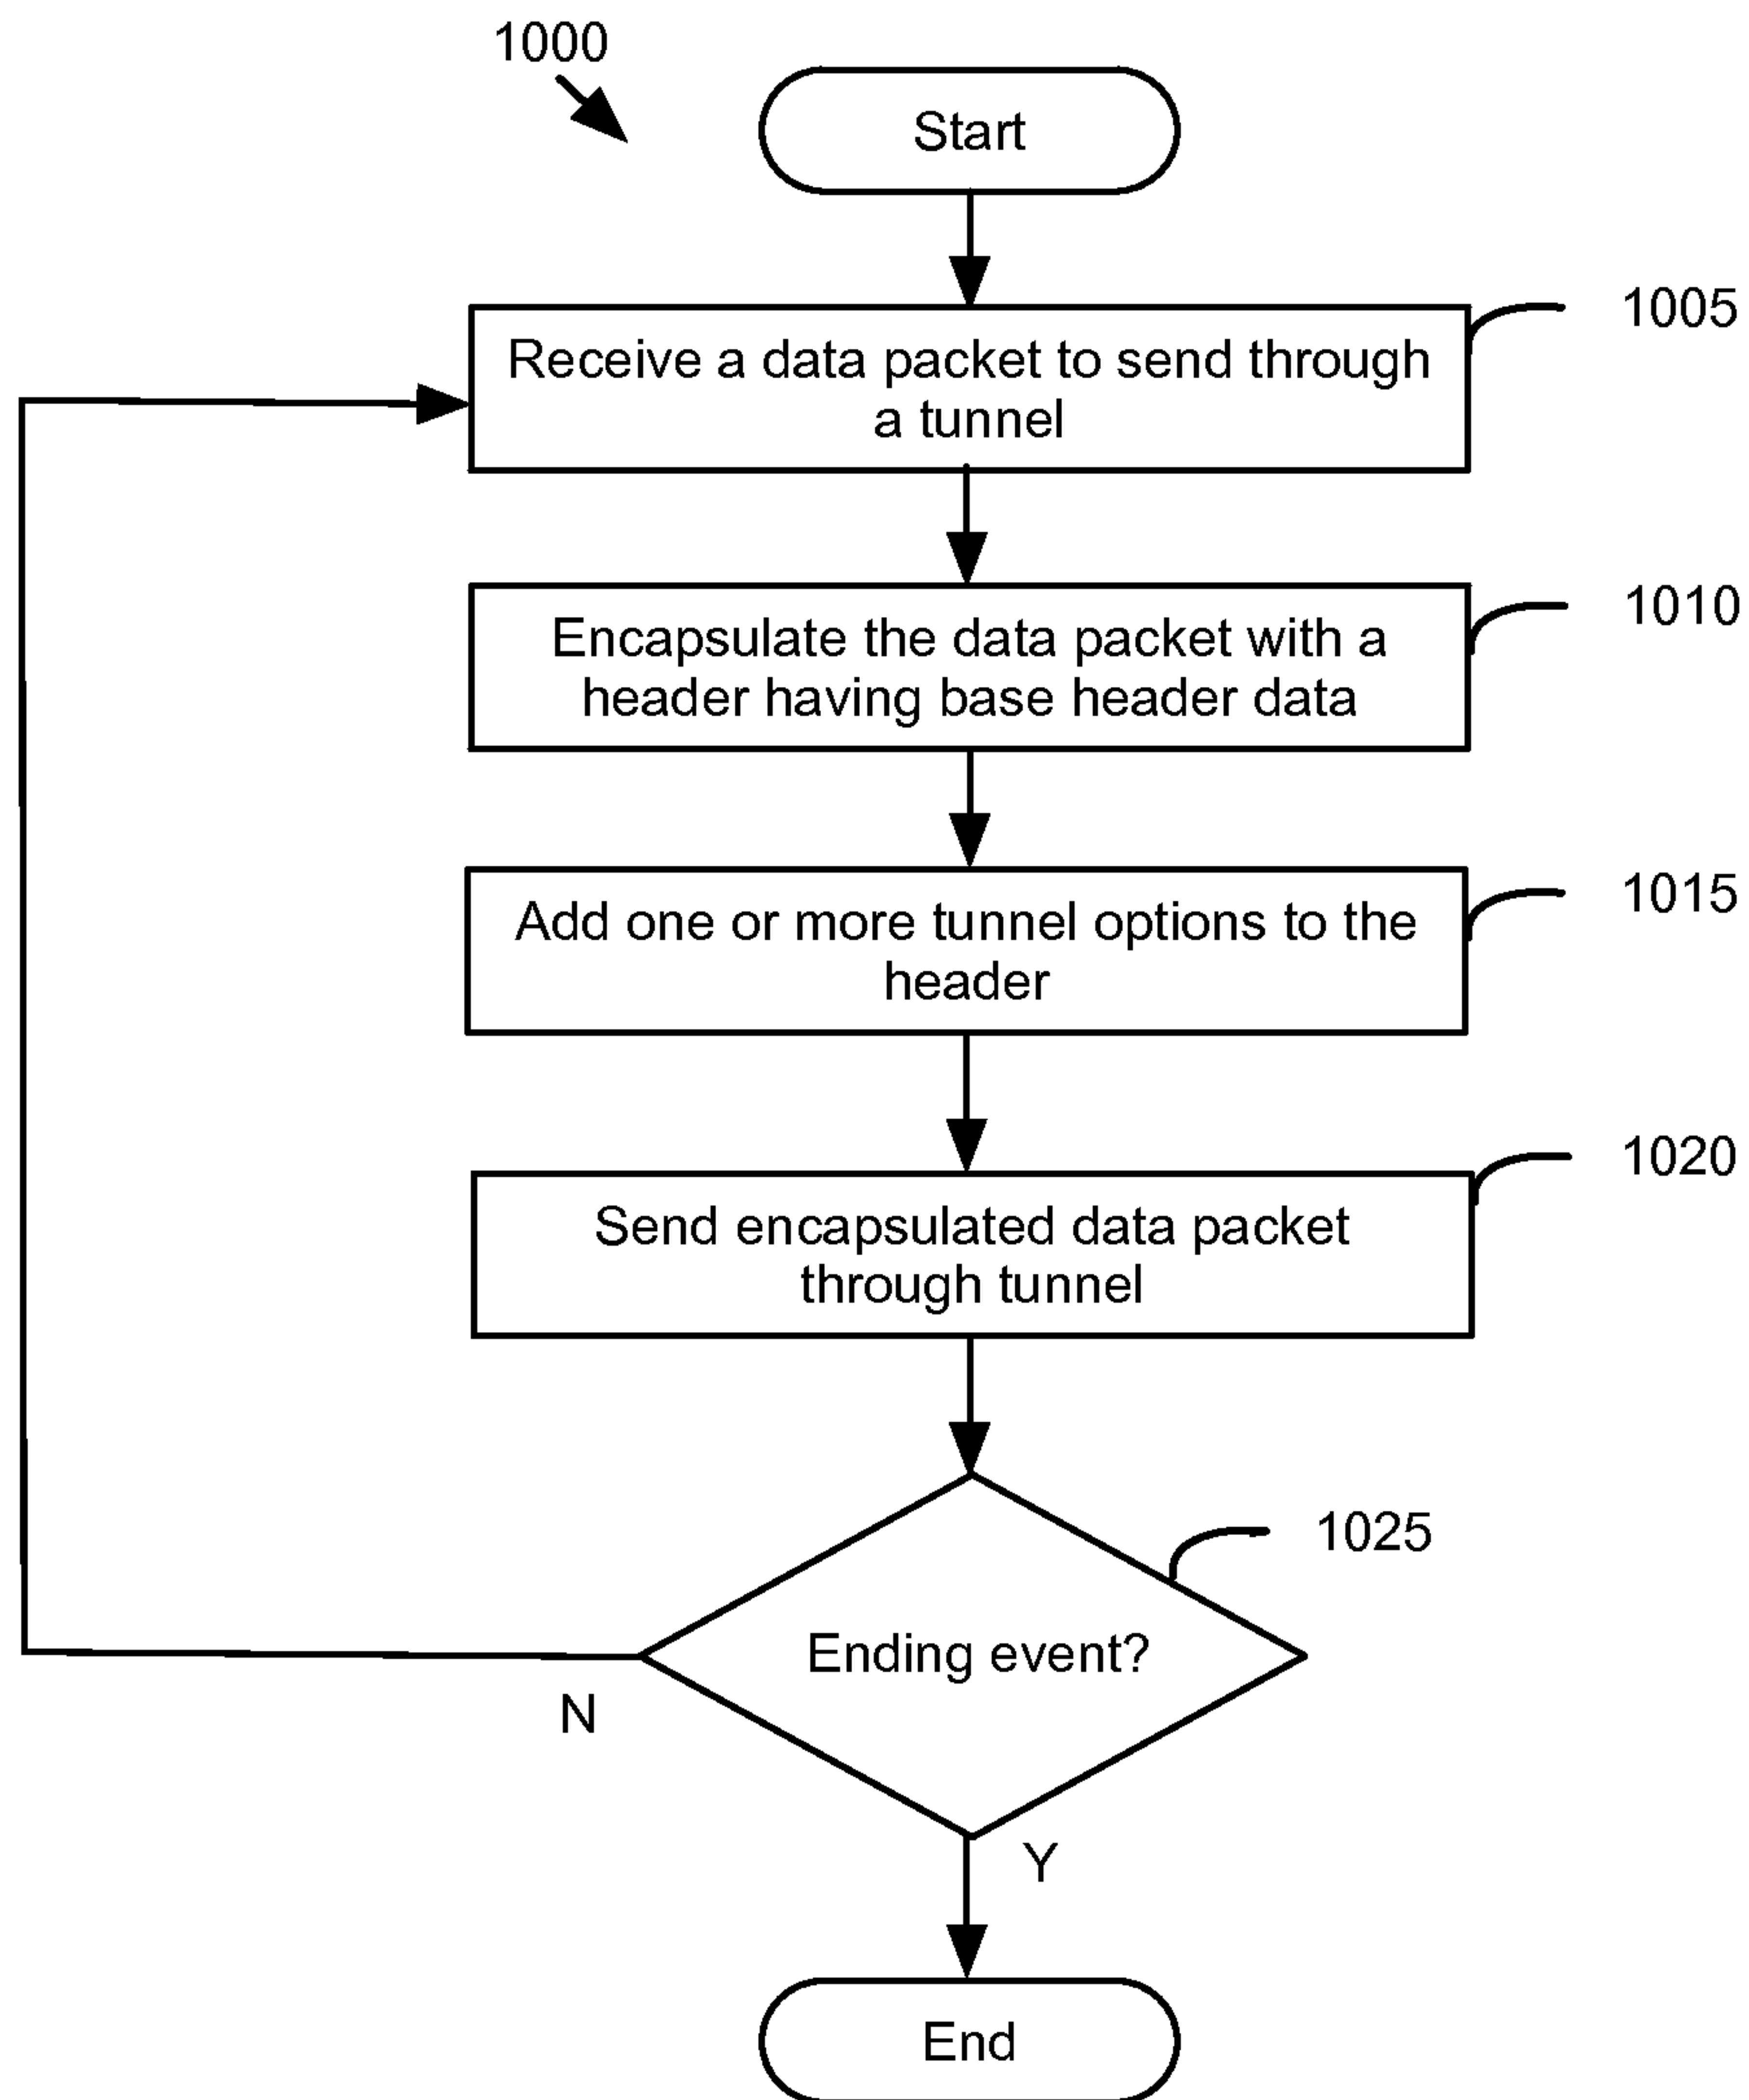 1000
Start
1005
Receive a data packet to send through
a tunnel
1010
Encapsulate the data packet with a
header having base header data
1015
Add one or more tunnel options to the
header
1020
Send encapsulated data packet
through tunnel
1025
Ending event?
N
Y
End